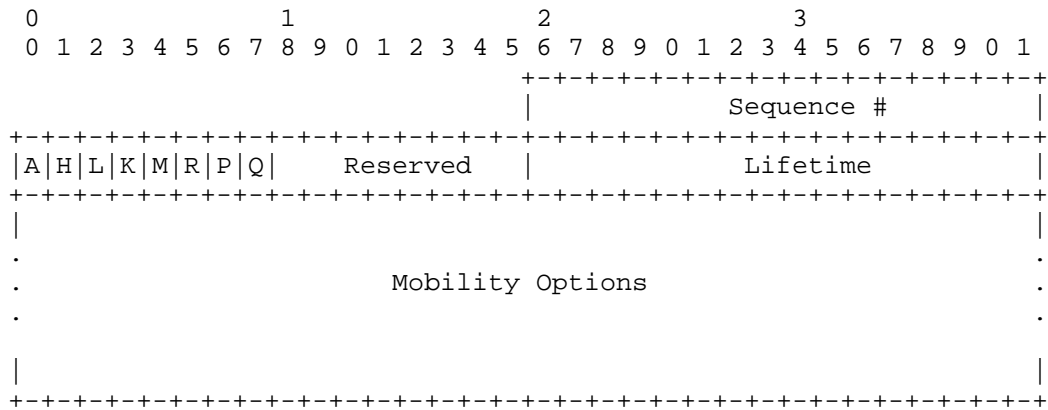 0               1               2               3
 0 1 2 3 4 5 6 7 8 9 0 1 2 3 4 5 6 7 8 9 0 1 2 3 4 5 6 7 8 9 0 1
                                +-+-+-+-+-+-+-+-+-+-+-+-+-+-+-+-+
                                |          Sequence #           |
+-+-+-+-+-+-+-+-+-+-+-+-+-+-+-+-+-+-+-+-+-+-+-+-+-+-+-+-+-+-+-+-+
|A|H|L|K|M|R|P|Q|    Reserved   |            Lifetime           |
+-+-+-+-+-+-+-+-+-+-+-+-+-+-+-+-+-+-+-+-+-+-+-+-+-+-+-+-+-+-+-+-+
|                                                               |
.                                                               .
.                       Mobility Options                        .
.                                                               .
|                                                               |
+-+-+-+-+-+-+-+-+-+-+-+-+-+-+-+-+-+-+-+-+-+-+-+-+-+-+-+-+-+-+-+-+